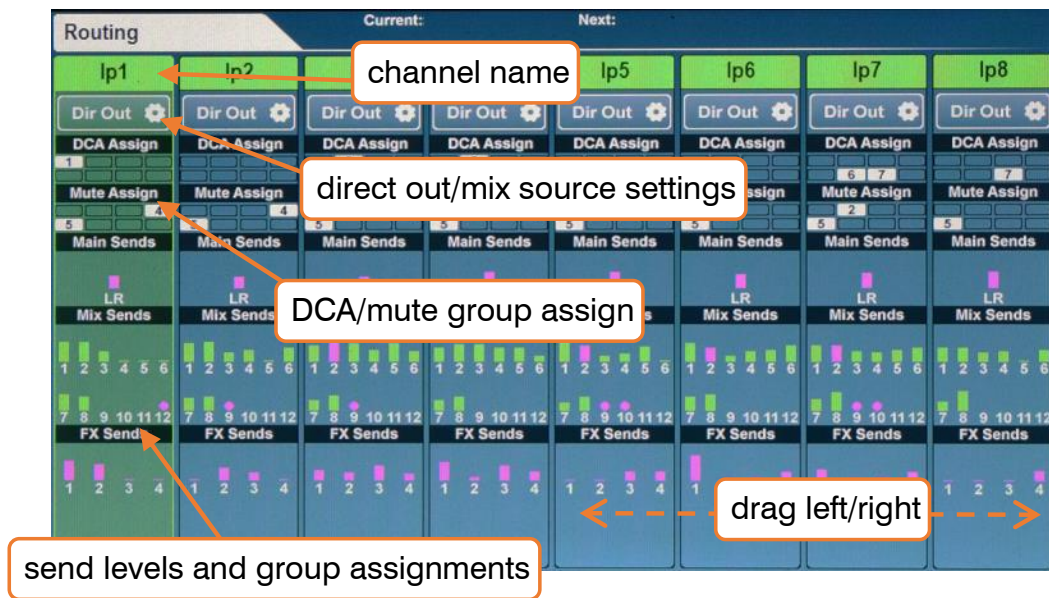 Routing Current: Next:
Ip1 Ip2 channel name Ip5 Ip6 Ip7 Ip8
Dir Out Dir Out Dir Out Dir Out Dir Out Dir Out Dir Out Dir Out
DCA Assign DCA Assign DCA Assign DCA Assign DCA Assign DCA Assign DCA Assign DCA Assign
1
6 7 7
direct out/mix source settings
Mute Assign Mute Assign Mute Assign Mute Assign
4 4 2
5 5 5 5 5 5 5
Main Sends Main Sends Main Sends Main Sends Main Sends Main Sends Main Sends Main Sends
LR LR LR LR LR
DCA/mute group assign
Mix Sends Mix Sends Mix Sends Mix Sends Mix Sends
1 2 3 4 5 6 1 2 3 4 5 6 1 2 3 4 5 6 1 2 3 4 5 6 1 2 3 4 5 6 1 2 3 4 5 6 1 2 3 4 5 6 1 2 3 4 5 6
7 8 9 10 11 12 7 8 9 10 11 12 7 8 9 10 11 12 7 8 9 10 11 12 7 8 9 10 11 12 7 8 9 10 11 12 7 8 9 10 11 12 7 8 9 10 11 12
FX Sends FX Sends FX Sends FX Sends FX Sends FX Sends FX Sends FX Sends
1 2 3 4 1 2 3 4 1 2 3 4 1 2 3 4 1 2 3 4 1 1 2 3 4
drag left/right
send levels and group assignments